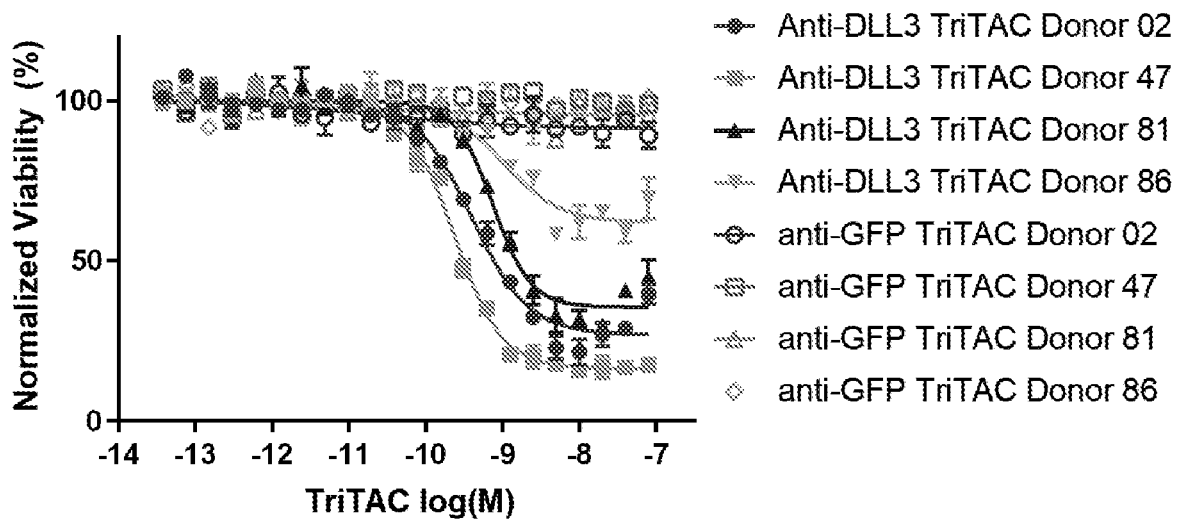 Normalized Viability (%)
100
50
0
-14 -13 -12 -11 -10 -9 -8 -7
TriTAC log(M)
Anti-DLL3 TriTAC Donor 02
Anti-DLL3 TriTAC Donor 47
Anti-DLL3 TriTAC Donor 81
Anti-DLL3 TriTAC Donor 86
anti-GFP TriTAC Donor 02
anti-GFP TriTAC Donor 47
anti-GFP TriTAC Donor 81
anti-GFP TriTAC Donor 86